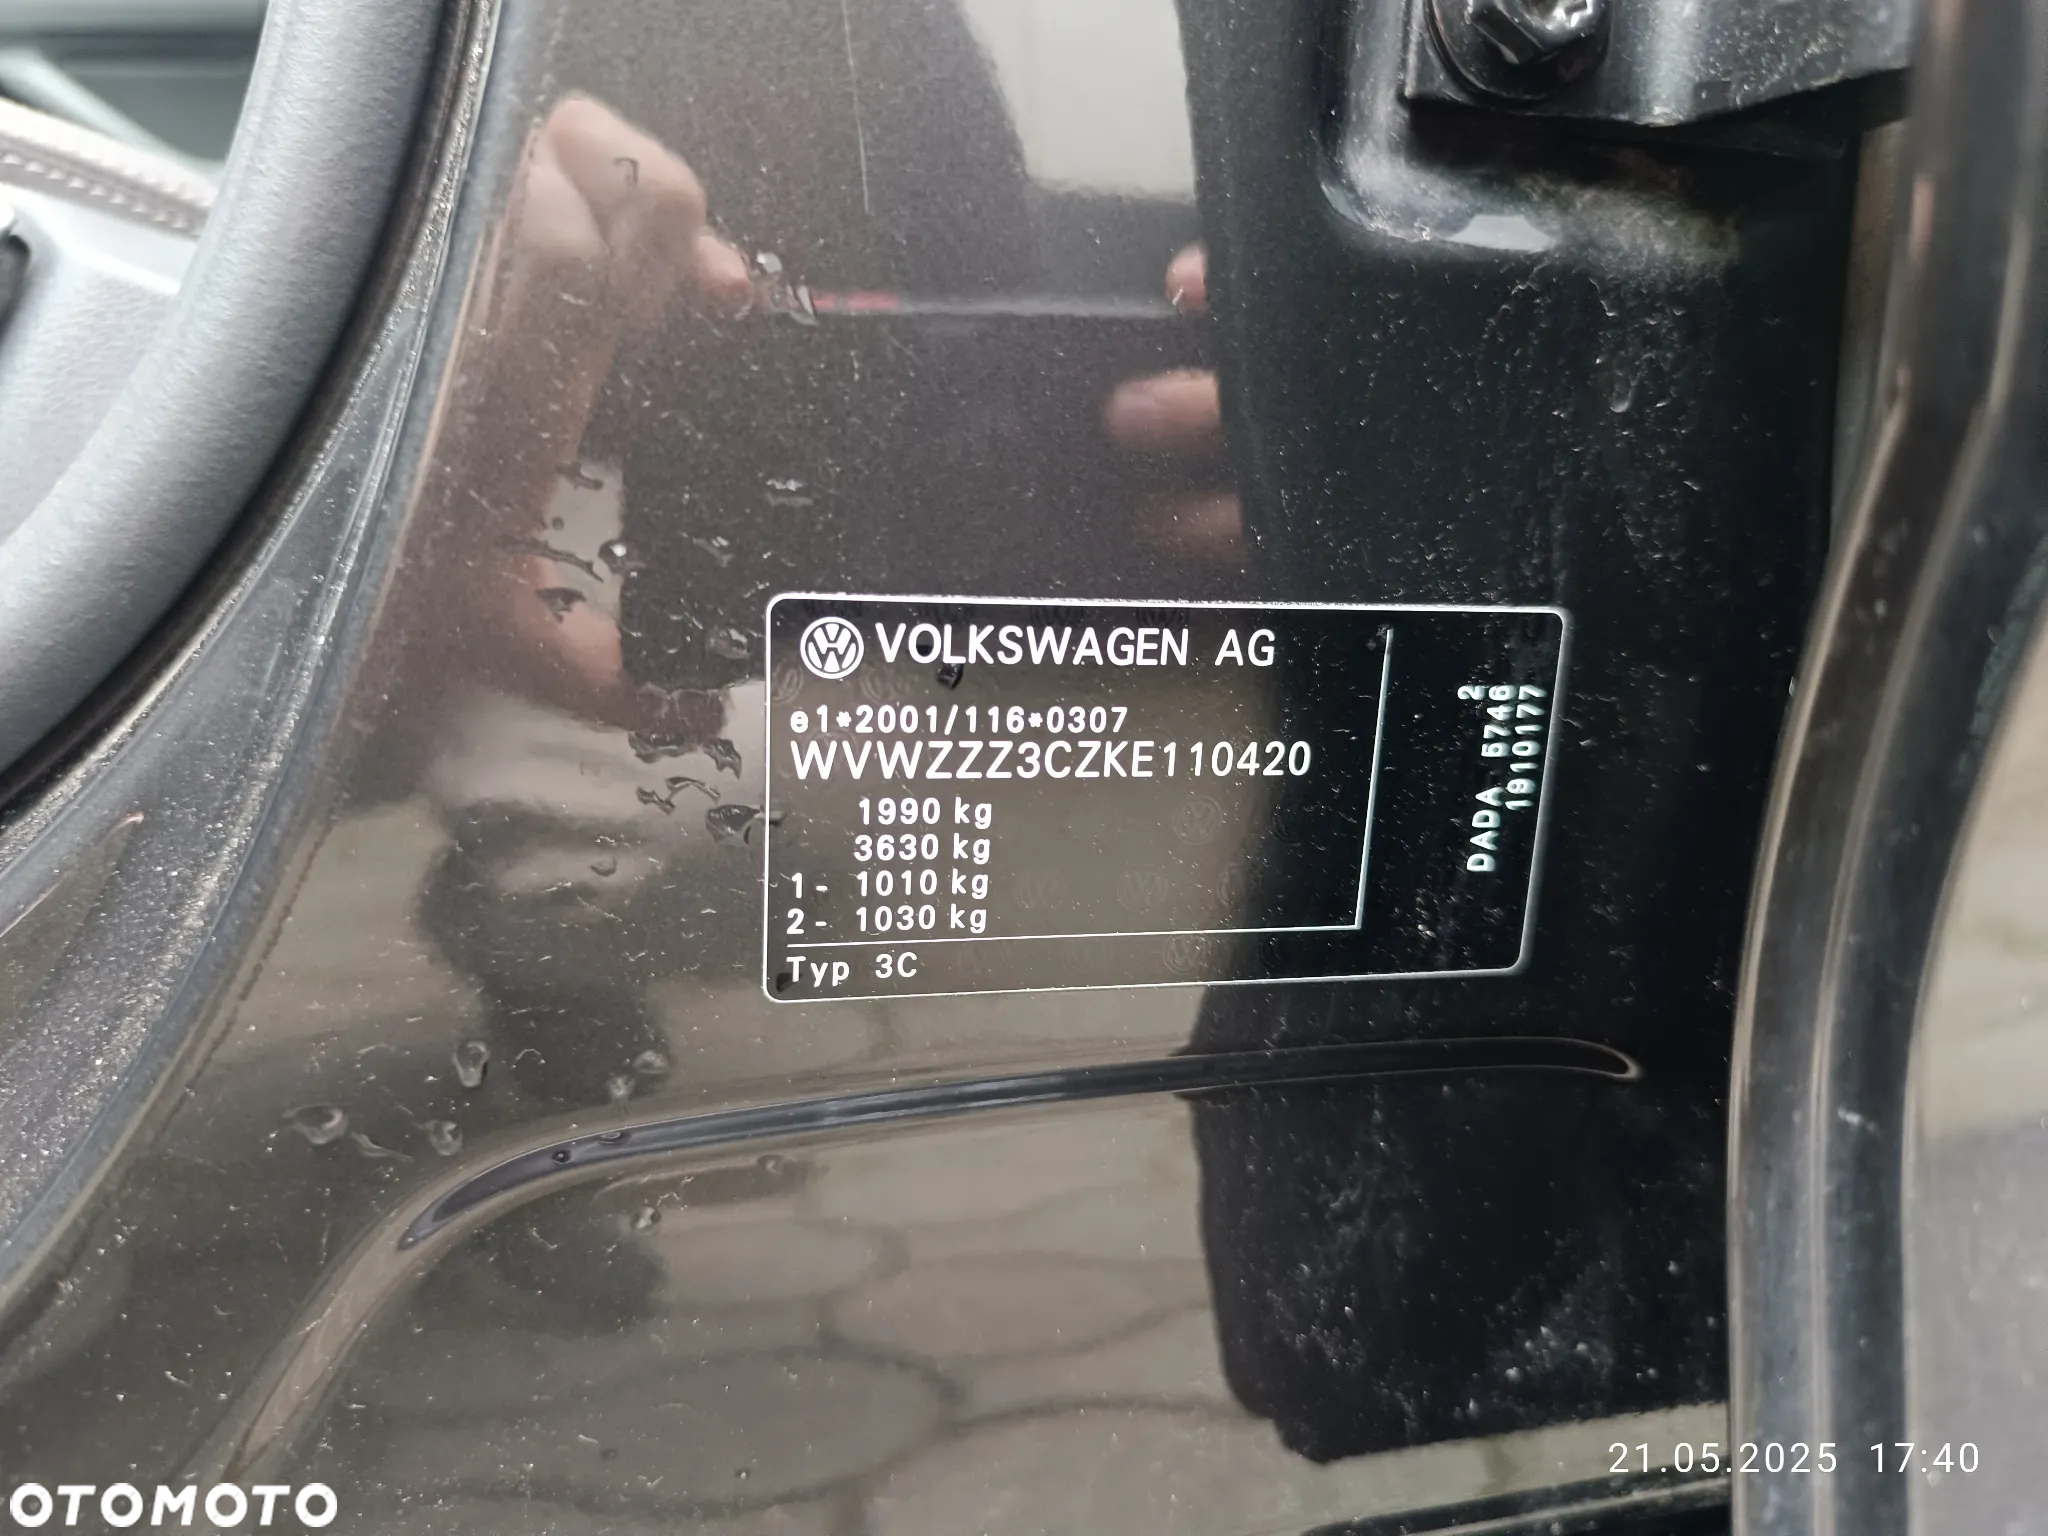 VOLKSWAGEN AG
e1*2001/116*0307
WVWZZZ3CZKE110420
1990 kg
3630 kg
1- 1010 kg
2- 1030 kg
Typ 3C
2
DADA 5746
1910177
21.05.2025 17:40
OTOMOTO